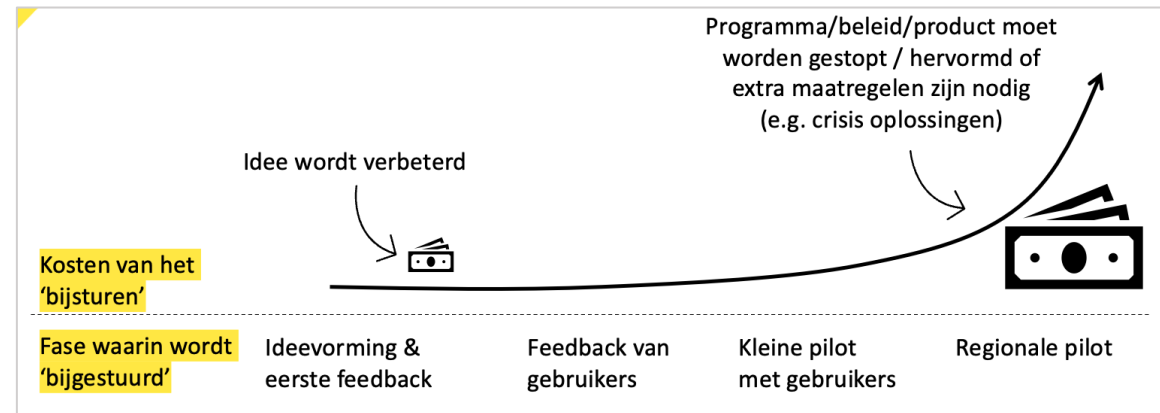 Programma/beleid/product moet
worden gestopt / hervormd of
extra maatregelen zijn nodig
(e.g. crisis oplossingen)
Idee wordt verbeterd
Kosten van het
‘bijsturen’
Fase waarin wordt
‘bijgestuurd’
Ideevorming &
eerste feedback
Feedback van
gebruikers
Kleine pilot
met gebruikers
Regionale pilot